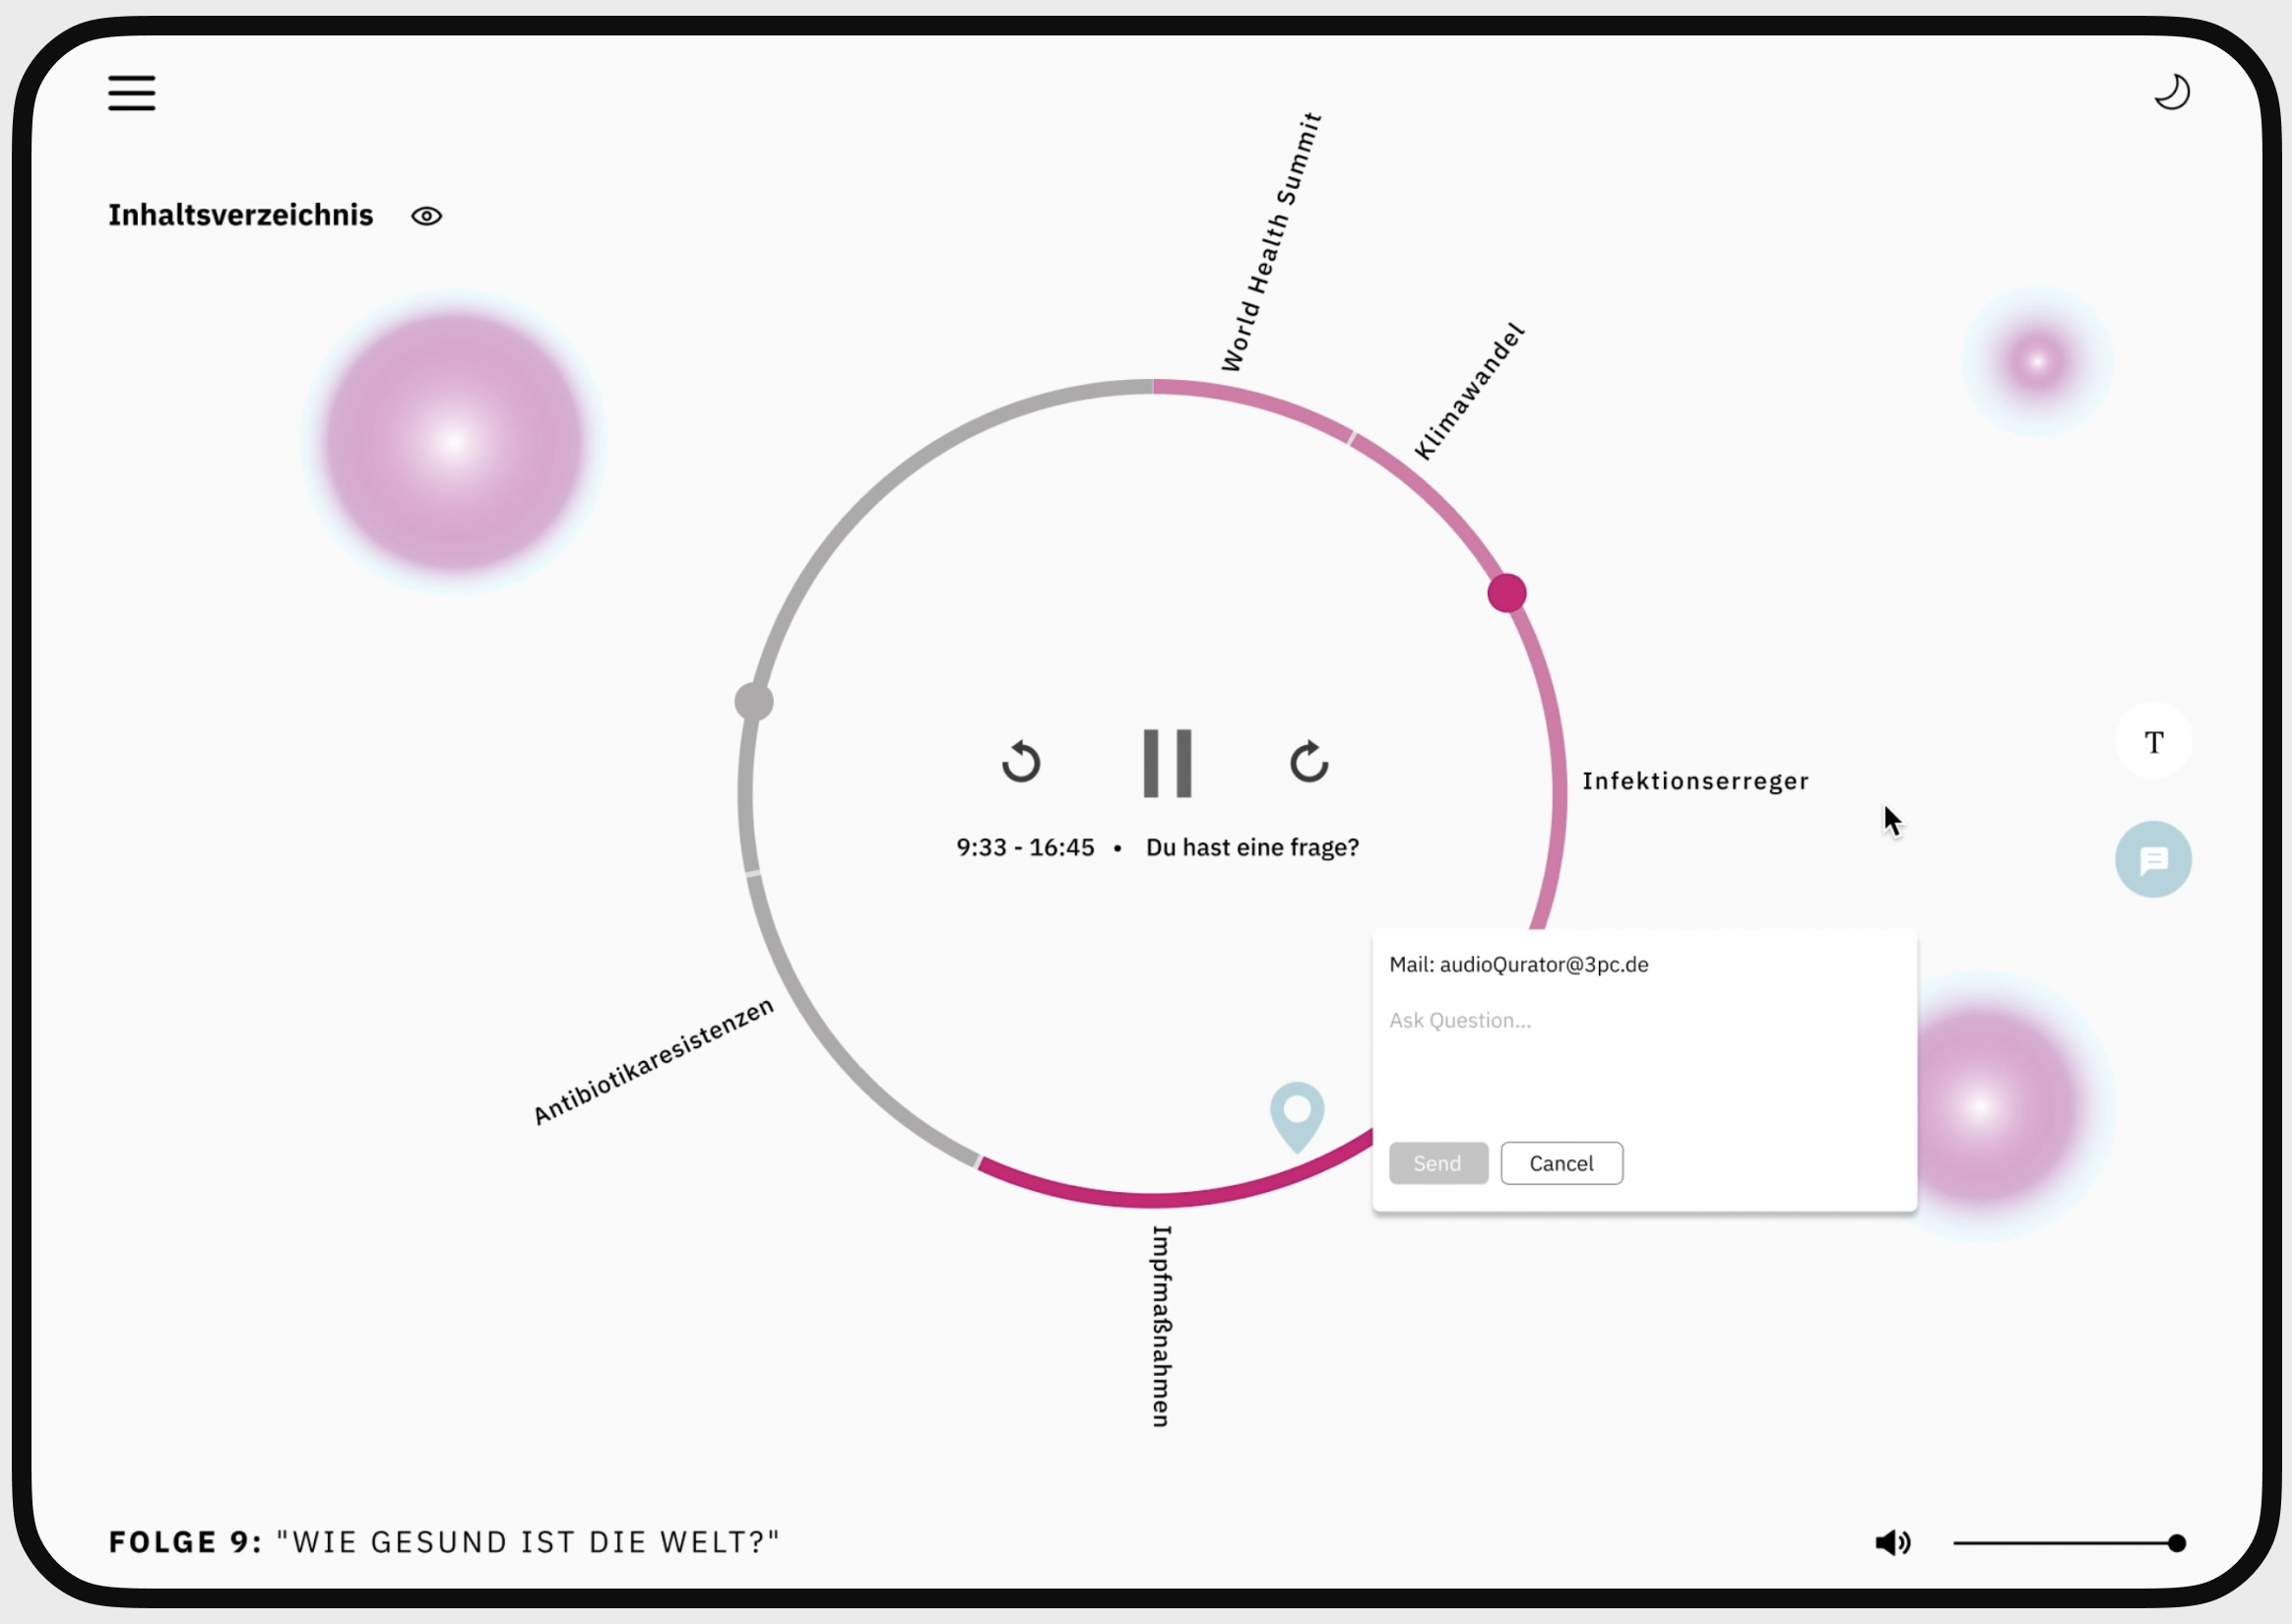 Inhaltsverzeichnis
World Health Summit
Klimawandel
Infektionserreger
T
9:33 - 16:45 • Du hast eine frage?
Mail: audioQurator@3pc.de
Ask Question...
Send Cancel
Antibiotikaresistenzen
Impfmaßnahmen
FOLGE 9: "WIE GESUND IST DIE WELT?"